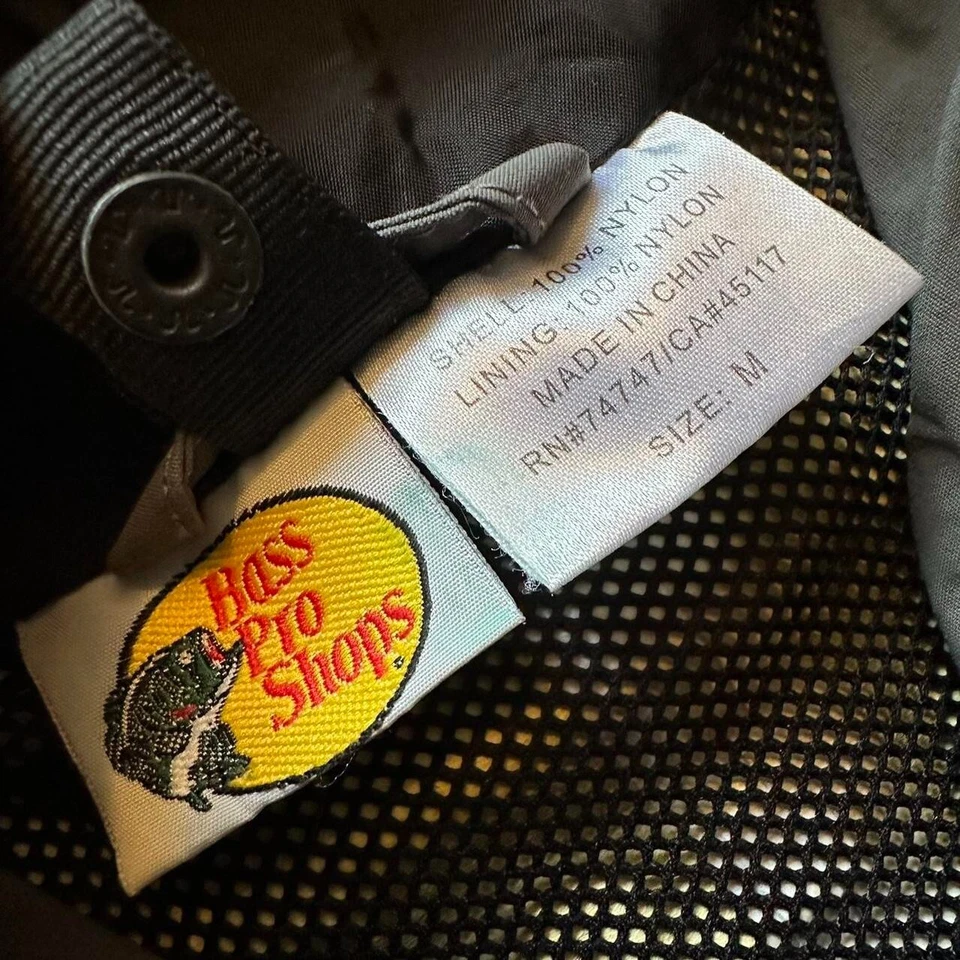 SHELL: 100% NYLON
LINING: 100% NYLON
MADE IN CHINA
RN#74747/CA#45117
SIZE: M
Bass
Pro
Shops